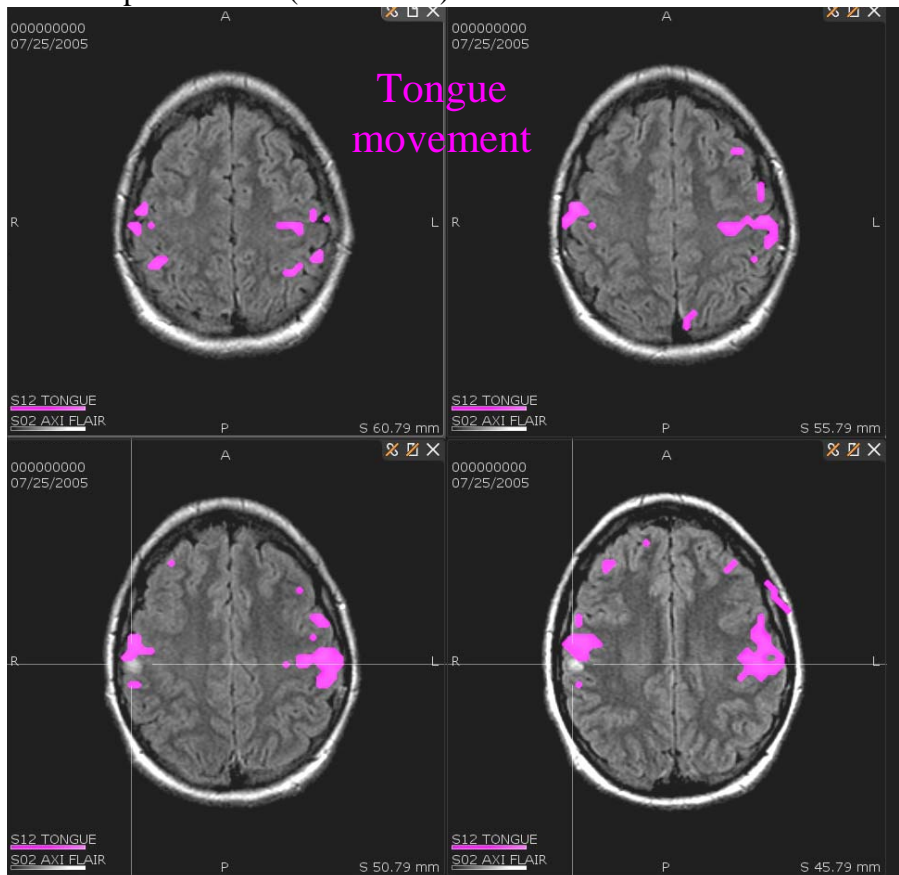 A
000000000
07/25/2005
R
L
S12 TONGUE
S02 AXI FLAIR
P
S 60.79 mm
Tongue
movement
A
000000000
07/25/2005
R
L
S12 TONGUE
S02 AXI FLAIR
P
S 55.79 mm
A
000000000
07/25/2005
R
L
S12 TONGUE
S02 AXI FLAIR
P
S 50.79 mm
A
000000000
07/25/2005
R
L
S12 TONGUE
S02 AXI FLAIR
P
S 45.79 mm